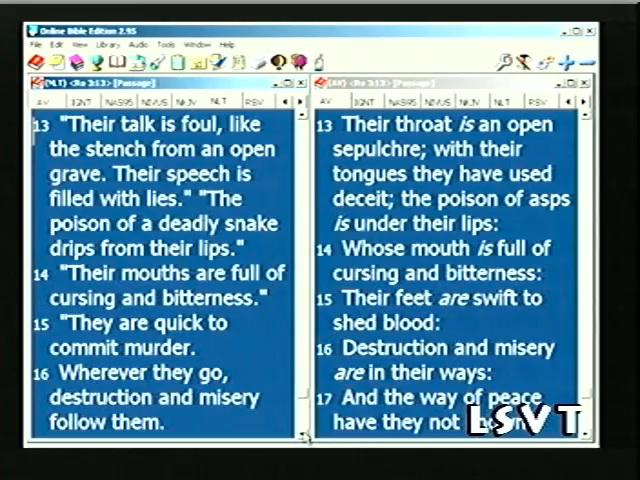 Online Bible Edition 2.95
File Edit View Library Audio Tools Window Help
(NLT) <Ro 3:13> [Passage]
AV IGNT NAS95 NIVUS NKJV NLT RSV
13 "Their talk is foul, like
the stench from an open
grave. Their speech is
filled with lies." "The
poison of a deadly snake
drips from their lips."
14 "Their mouths are full of
cursing and bitterness."
15 "They are quick to
commit murder.
16 Wherever they go,
destruction and misery
follow them.
(AV) <Ro 3:13> [Passage]
AV IGNT NAS95 NIVUS NKJV NLT RSV
13 Their throat is an open
sepulchre; with their
tongues they have used
deceit; the poison of asps
is under their lips:
14 Whose mouth is full of
cursing and bitterness:
15 Their feet are swift to
shed blood:
16 Destruction and misery
are in their ways:
17 And the way of peace
have they not
LSVT